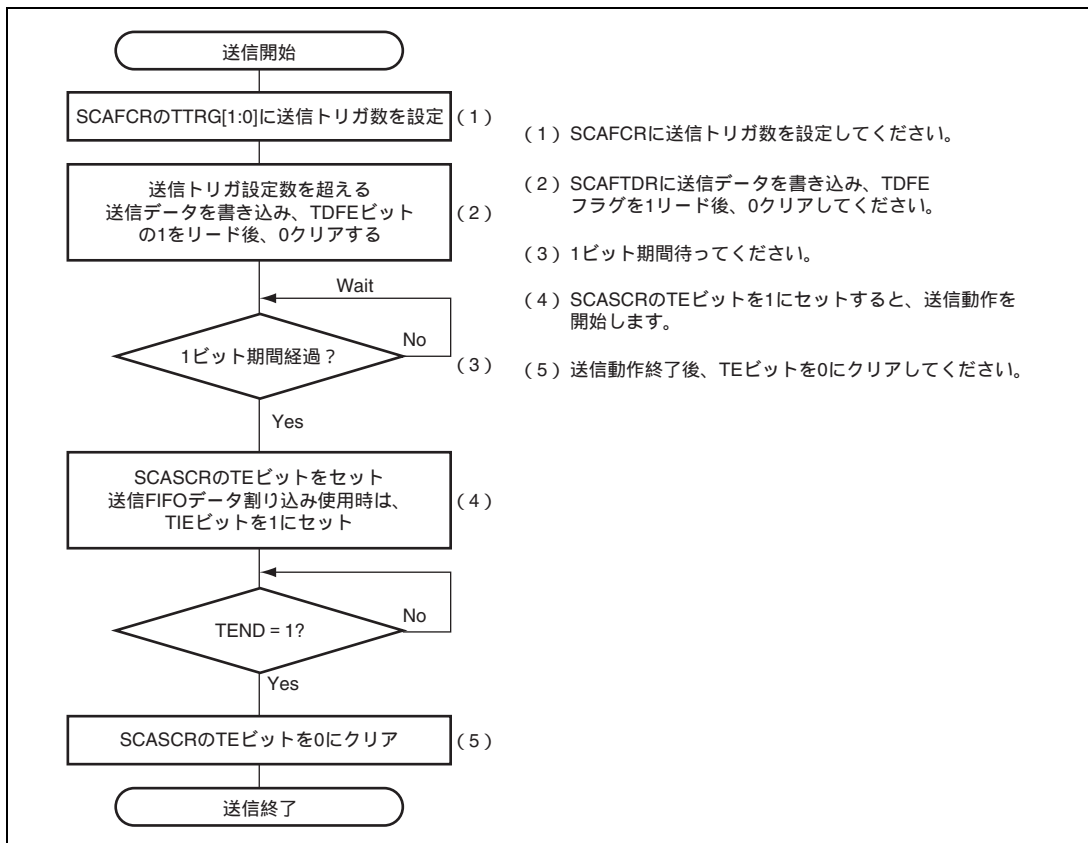 送信開始
SCAFCRのTTRG[1:0]に送信トリガ数を設定
(1)
送信トリガ設定数を超える
送信データを書き込み、TDFEビット
の1をリード後、0クリアする
(2)
Wait
1ビット期間経過？
No
(3)
Yes
SCASCRのTEビットをセット
送信FIFOデータ割り込み使用時は、
TIEビットを1にセット
(4)
TEND = 1?
No
Yes
SCASCRのTEビットを0にクリア
(5)
送信終了
(1) SCAFCRに送信トリガ数を設定してください。
(2) SCAFTDRに送信データを書き込み、TDFE
フラグを1リード後、0クリアしてください。
(3) 1ビット期間待ってください。
(4) SCASCRのTEビットを1にセットすると、送信動作を
開始します。
(5) 送信動作終了後、TEビットを0にクリアしてください。